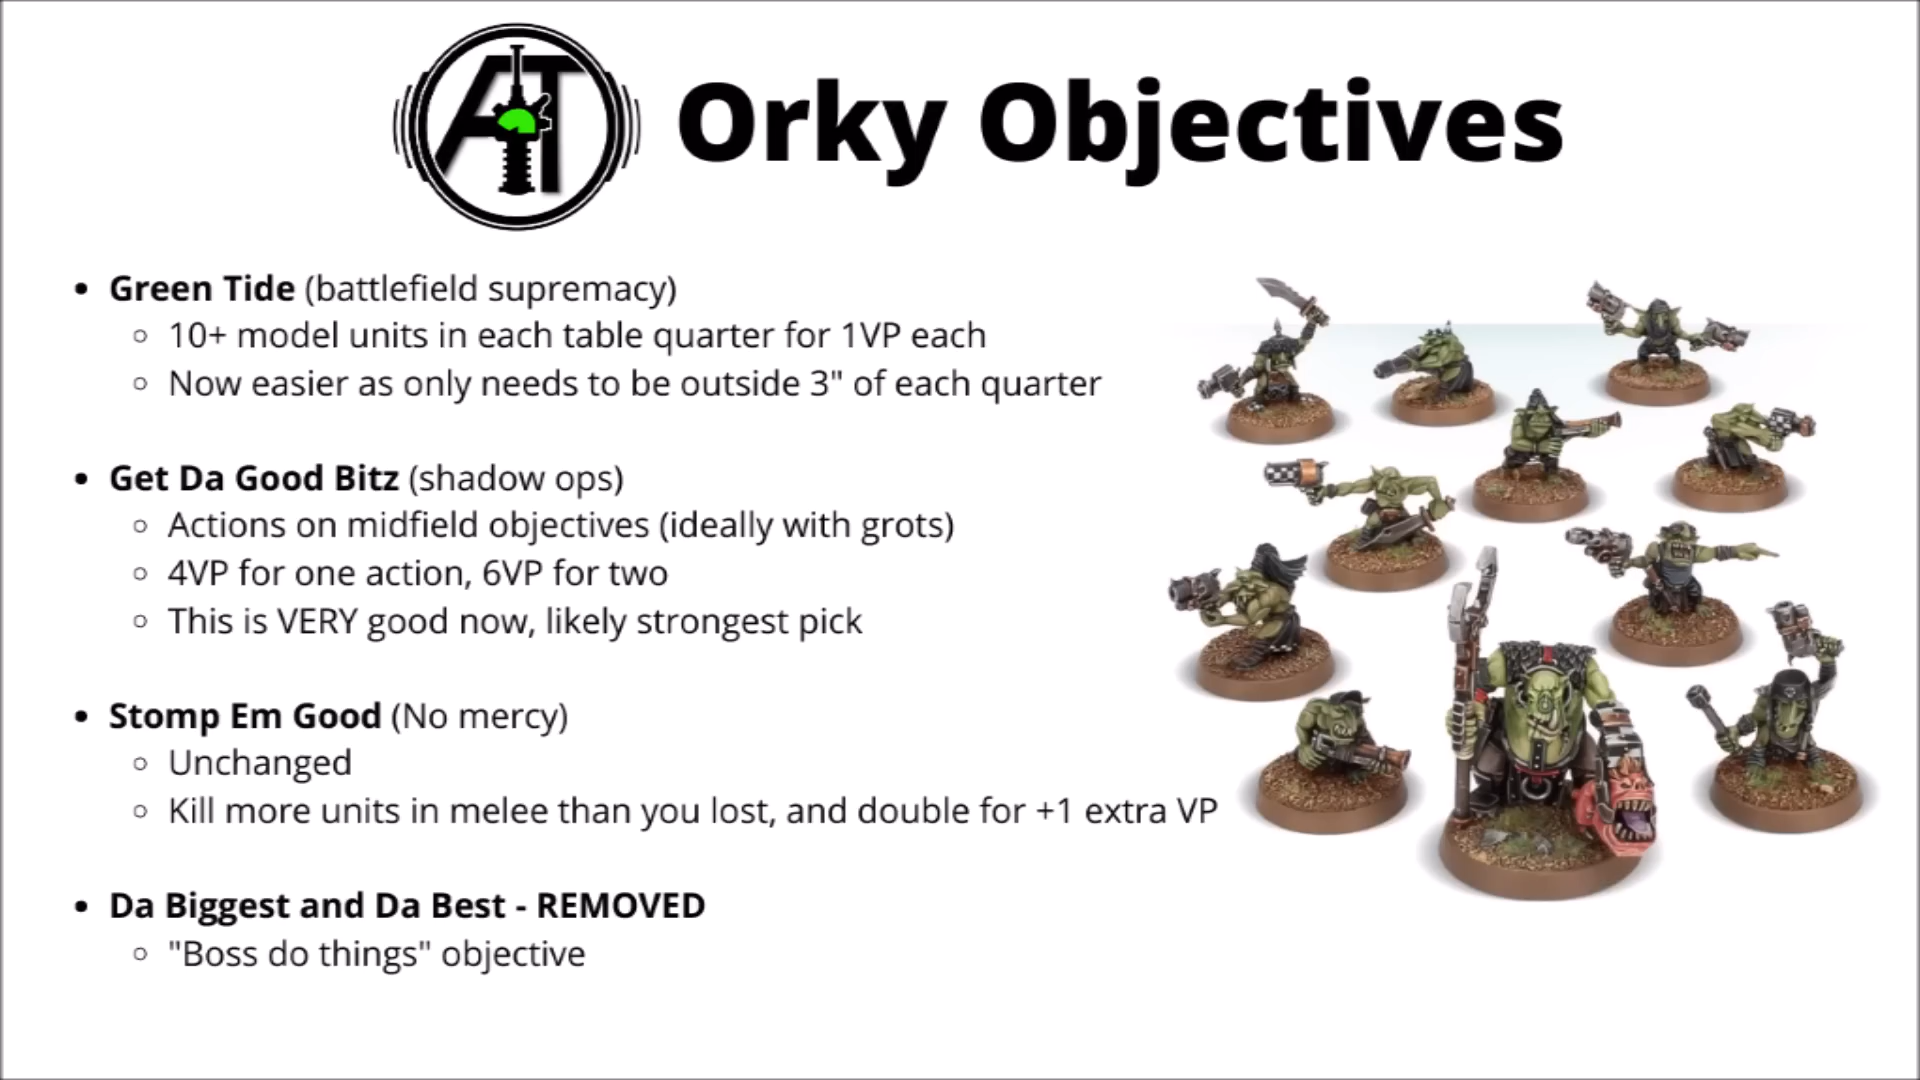 AT
Orky Objectives
• Green Tide (battlefield supremacy)
◦ 10+ model units in each table quarter for 1VP each
◦ Now easier as only needs to be outside 3" of each quarter
• Get Da Good Bitz (shadow ops)
◦ Actions on midfield objectives (ideally with grots)
◦ 4VP for one action, 6VP for two
◦ This is VERY good now, likely strongest pick
• Stomp Em Good (No mercy)
◦ Unchanged
◦ Kill more units in melee than you lost, and double for +1 extra VP
• Da Biggest and Da Best - REMOVED
◦ "Boss do things" objective